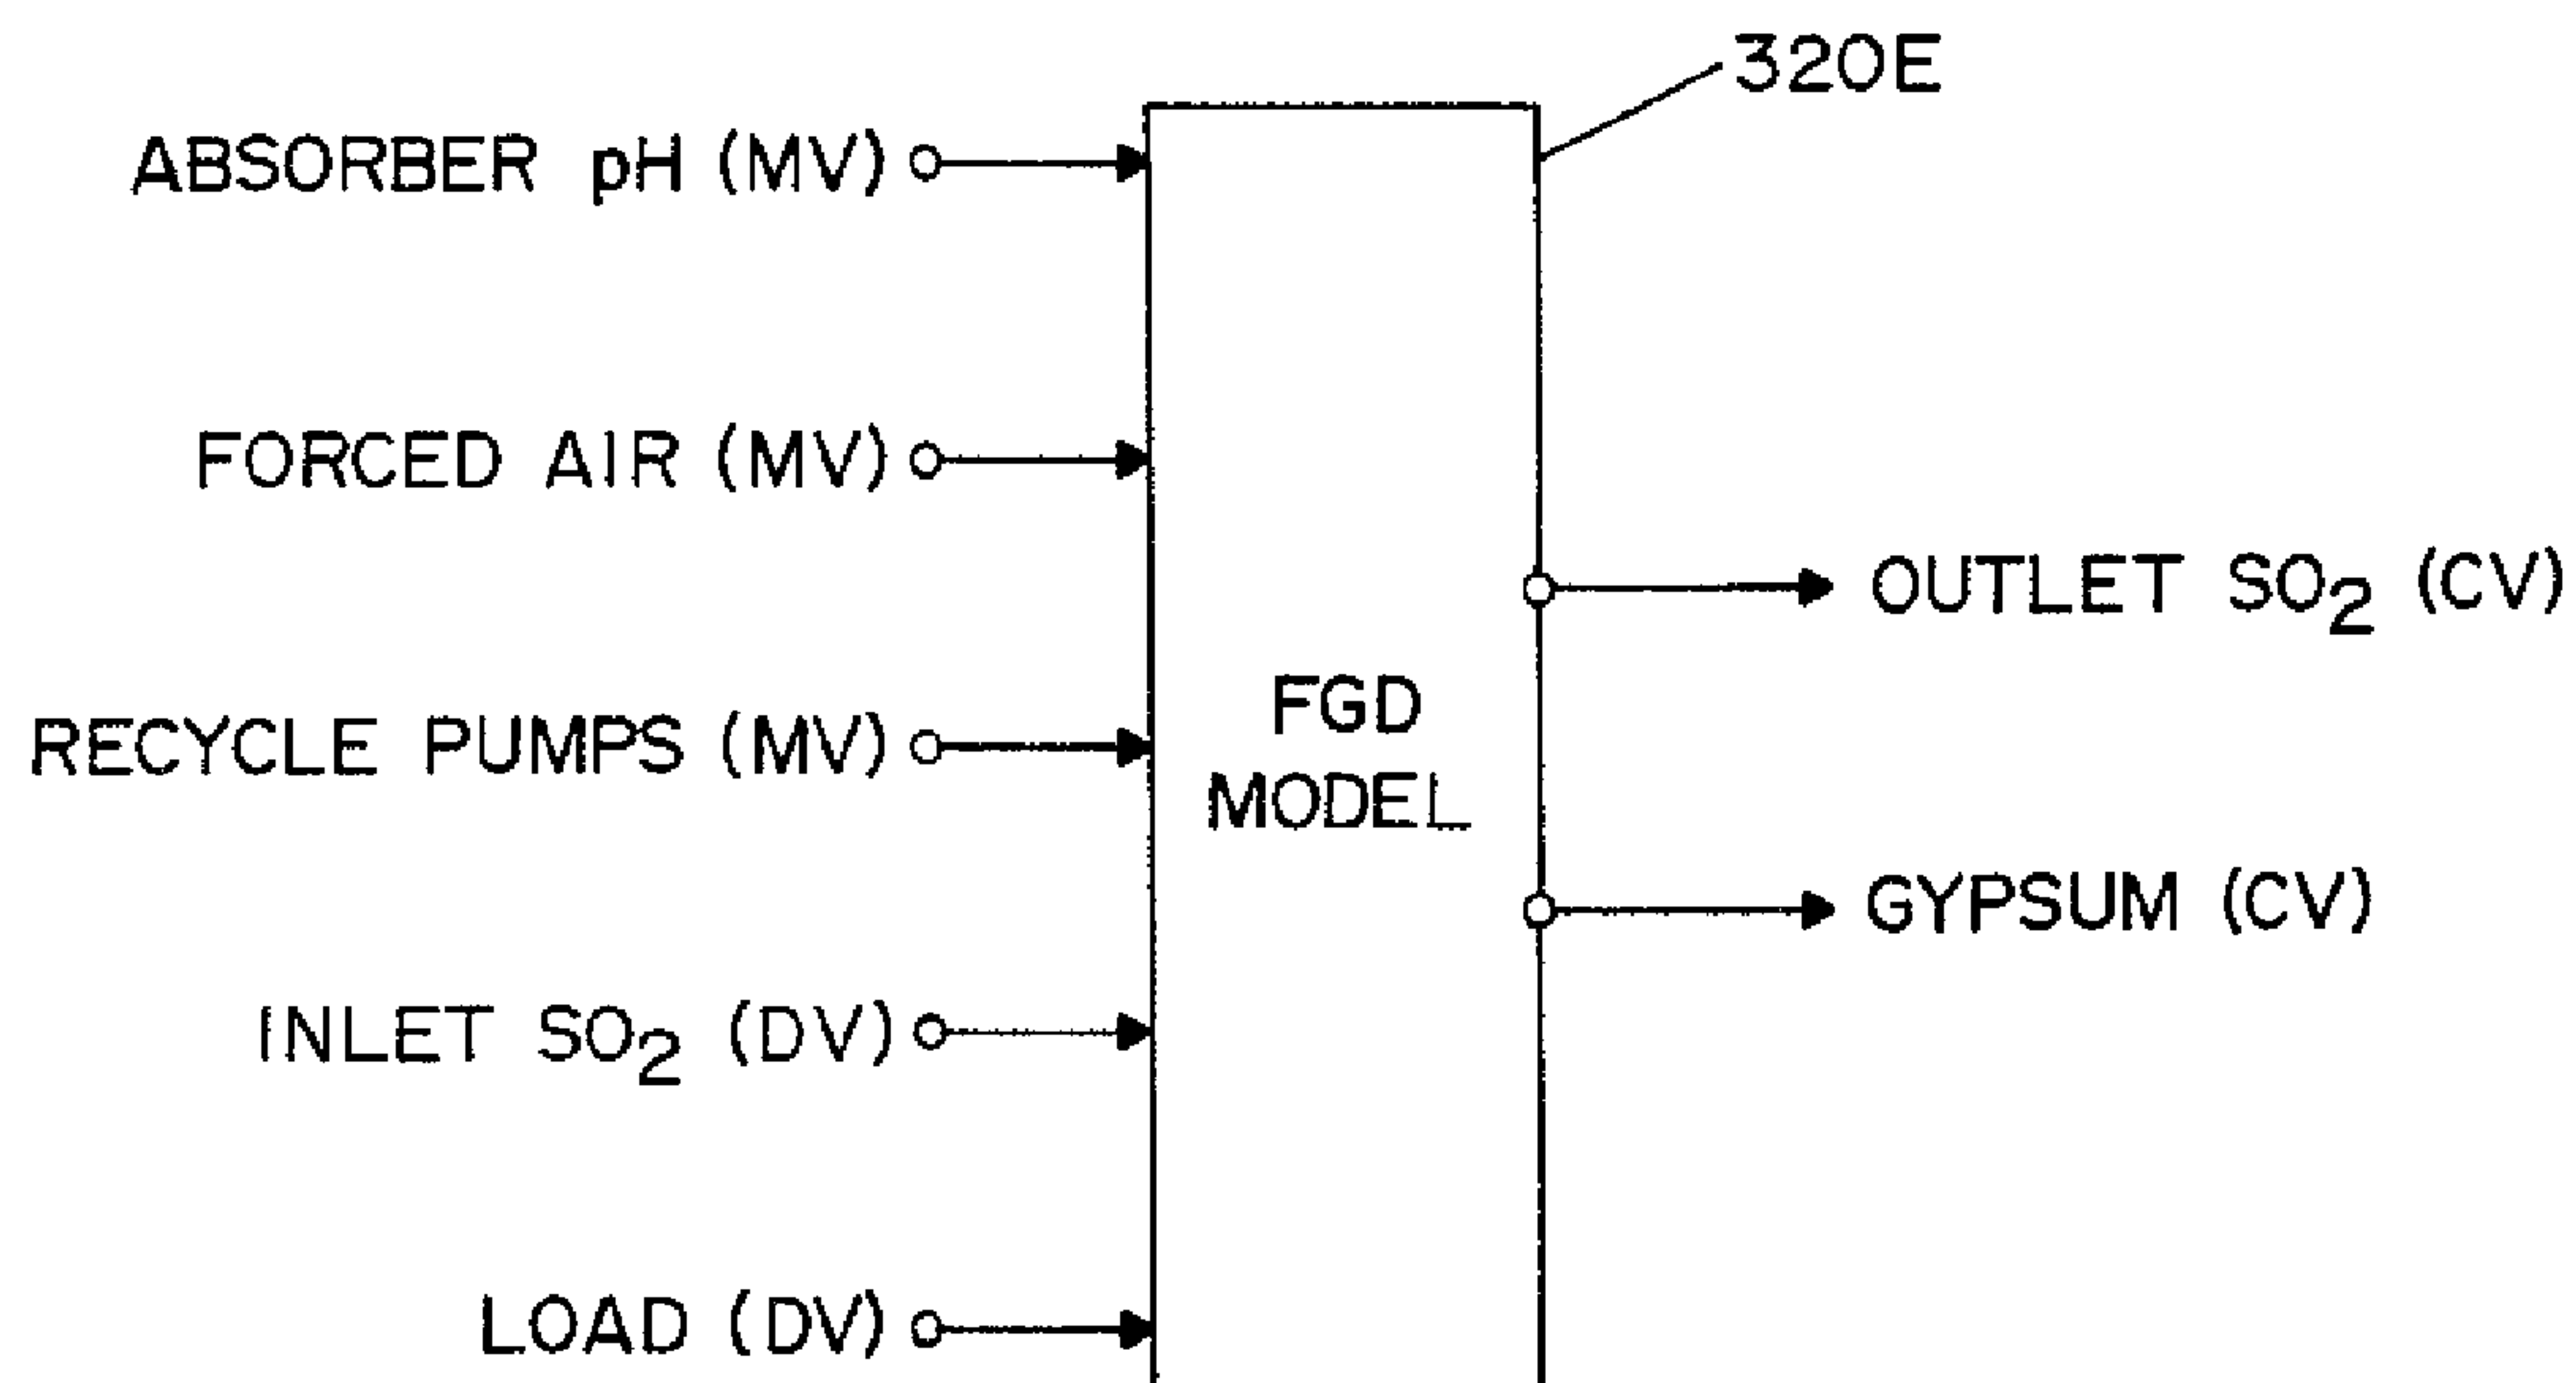 320E
ABSORBER pH (MV)
FORCED AIR (MV)
OUTLET SO₂ (CV)
FGD
MODEL
RECYCLE PUMPS (MV)
GYPSUM (CV)
INLET SO₂ (DV)
LOAD (DV)